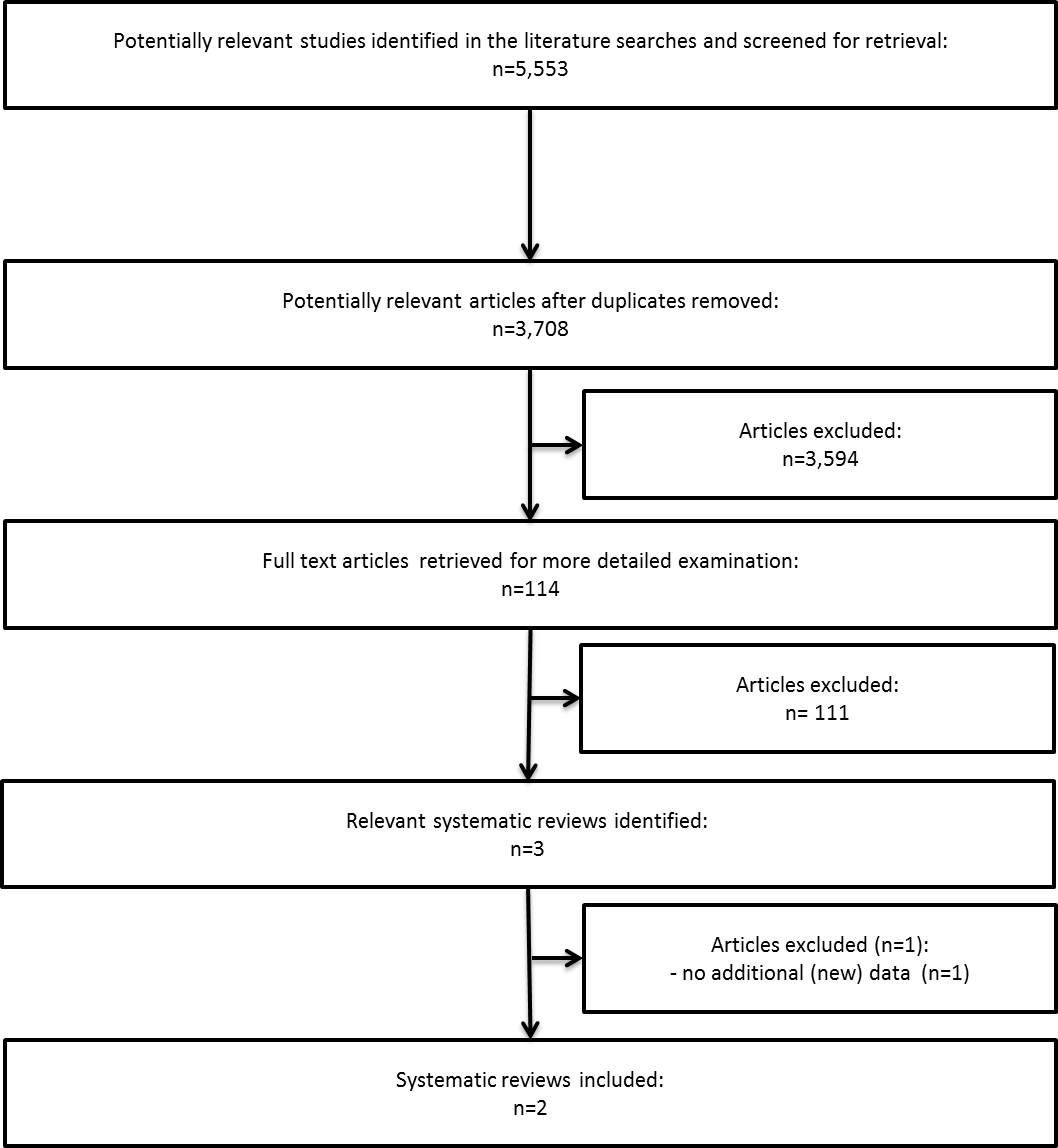 Potentially relevant studies identified in the literature searches and screened for retrieval:
n=5,553
Potentially relevant articles after duplicates removed:
n=3,708
Articles excluded:
n=3,594
Full text articles  retrieved for more detailed examination:
n=114
Articles excluded:
n= 111
Relevant systematic reviews identified:
n=3
Articles excluded (n=1):
- no additional (new) data  (n=1)
Systematic reviews included:
n=2